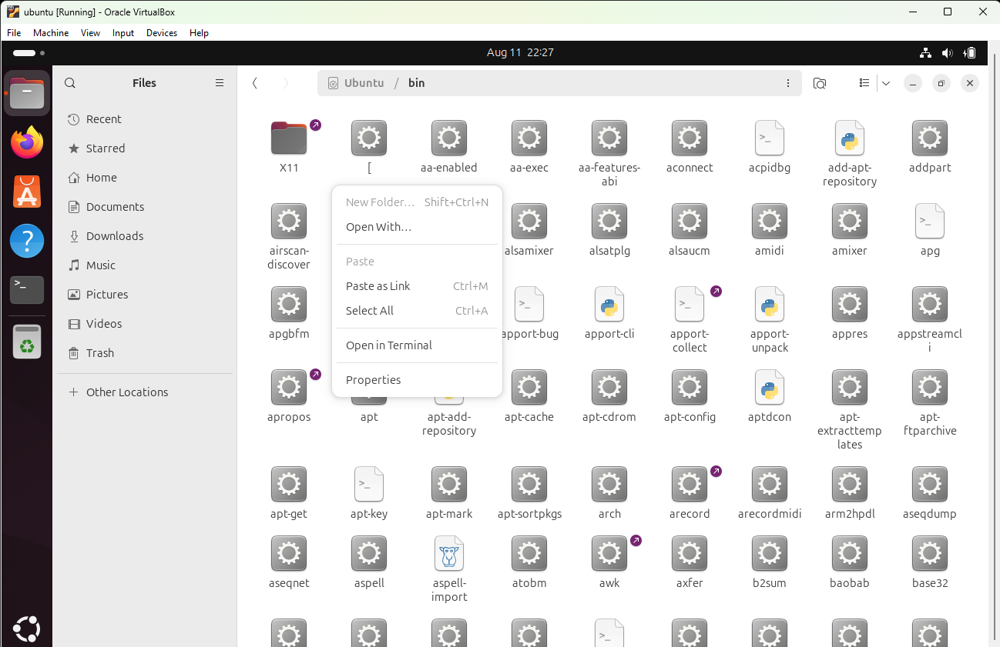 ubuntu [Running] - Oracle VirtualBox
File Machine View Input Devices Help
Aug 11 22:27
Files
Ubuntu / bin
Recent
Starred
Home
Documents
Downloads
Music
Pictures
Videos
Trash
Other Locations
X11 [ aa-enabled aa-exec aa-features- aconnect acpidbg add-apt- addpart
abi repository
New Folder… Shift+Ctrl+N
Open With…
Paste
Paste as Link Ctrl+M
Select All Ctrl+A
Open in Terminal
Properties
airscan- alsamixer alsatplg alsaucm amidi amixer apg
discover
apgbfm apport-bug apport-cli apport- apport- appres appstreamcl
collect unpack i
apropos apt apt-add- apt-cache apt-cdrom apt-config aptdcon apt- apt-
repository extracttemp ftparchive
plates
apt-get apt-key apt-mark apt-sortpkgs arch arecord arecordmidi arm2hpdl aseqdump
aseqnet aspell aspell- atobm awk axfer b2sum baobab base32
import